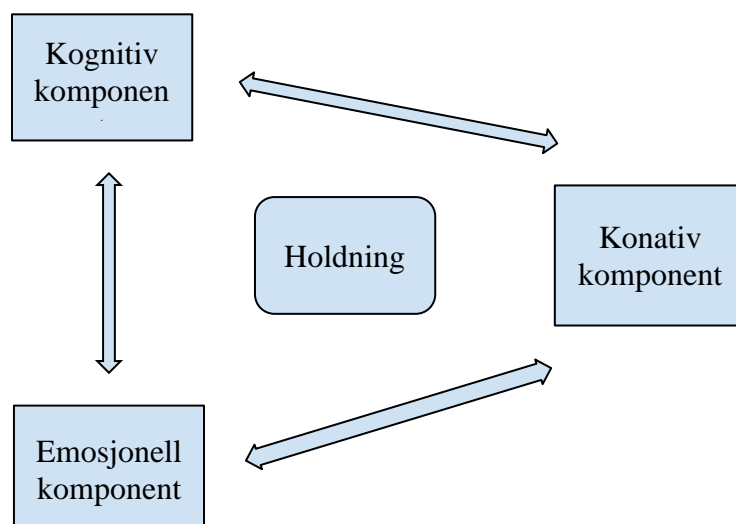 Kognitiv
komponen
Holdning
Konativ
komponent
Emosjonell
komponent